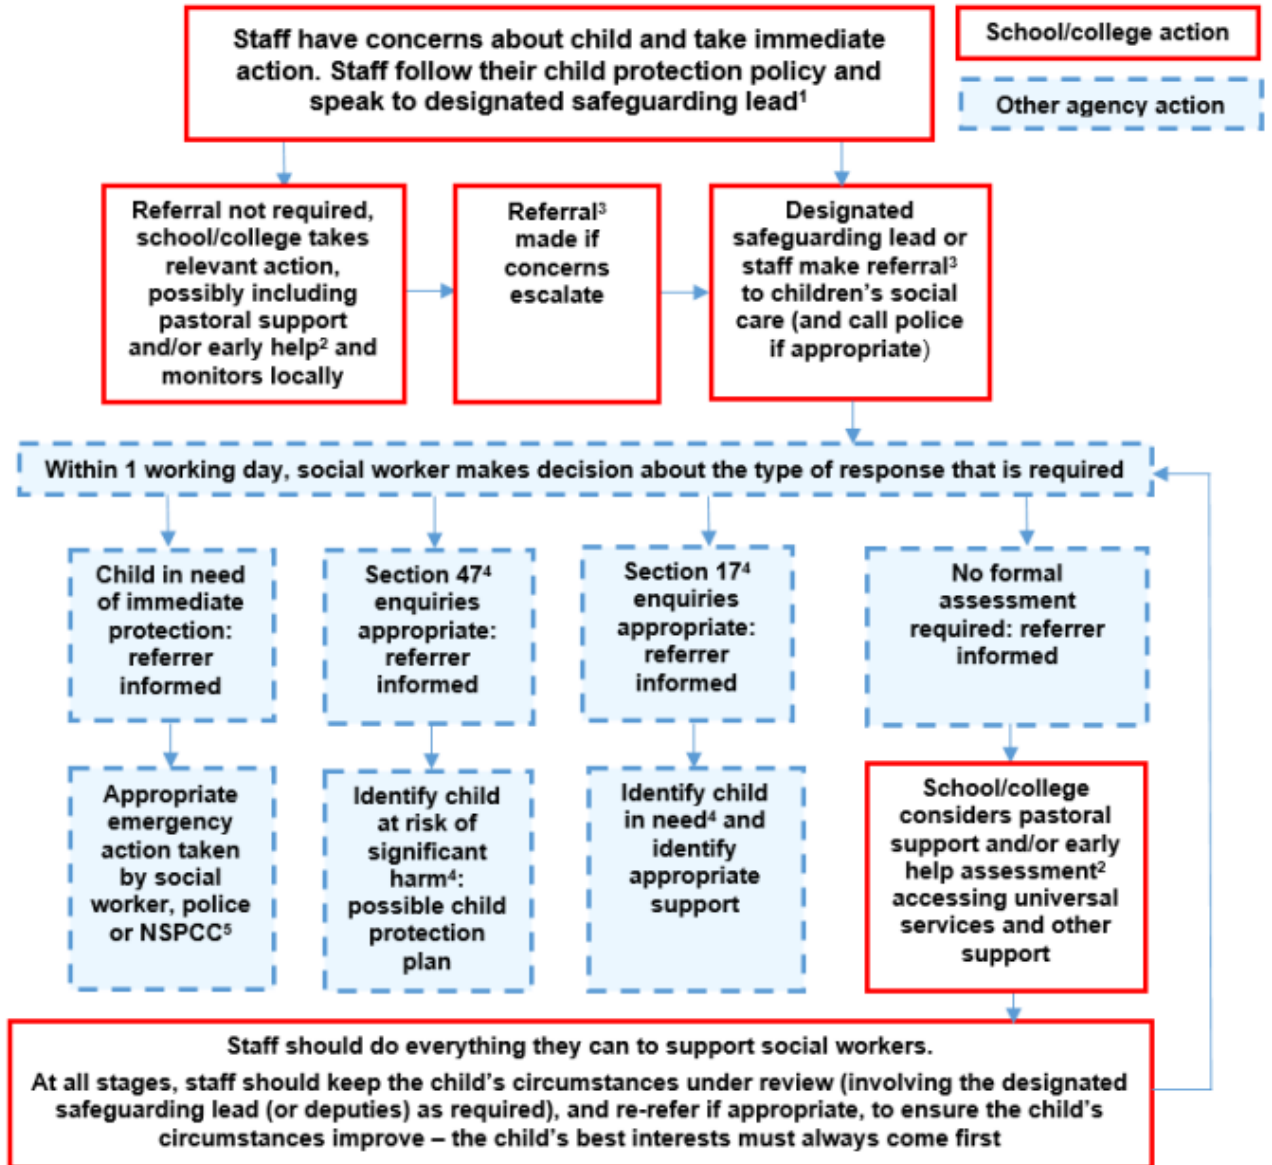 Staff have concerns about child and take immediate
action. Staff follow their child protection policy and
speak to designated safeguarding lead¹
School/college action
Other agency action
Referral not required,
school/college takes
relevant action,
possibly including
pastoral support
and/or early help² and
monitors locally
Referral³
made if
concerns
escalate
Designated
safeguarding lead or
staff make referral³
to children’s social
care (and call police
if appropriate)
Within 1 working day, social worker makes decision about the type of response that is required
Child in need
of immediate
protection:
referrer
informed
Section 47⁴
enquiries
appropriate:
referrer
informed
Section 17⁴
enquiries
appropriate:
referrer
informed
No formal
assessment
required: referrer
informed
Appropriate
emergency
action taken
by social
worker, police
or NSPCC⁵
Identify child
at risk of
significant
harm⁴:
possible child
protection
plan
Identify child
in need⁴ and
identify
appropriate
support
School/college
considers pastoral
support and/or early
help assessment²
accessing universal
services and other
support
Staff should do everything they can to support social workers.
At all stages, staff should keep the child’s circumstances under review (involving the designated
safeguarding lead (or deputies) as required), and re-refer if appropriate, to ensure the child’s
circumstances improve – the child’s best interests must always come first